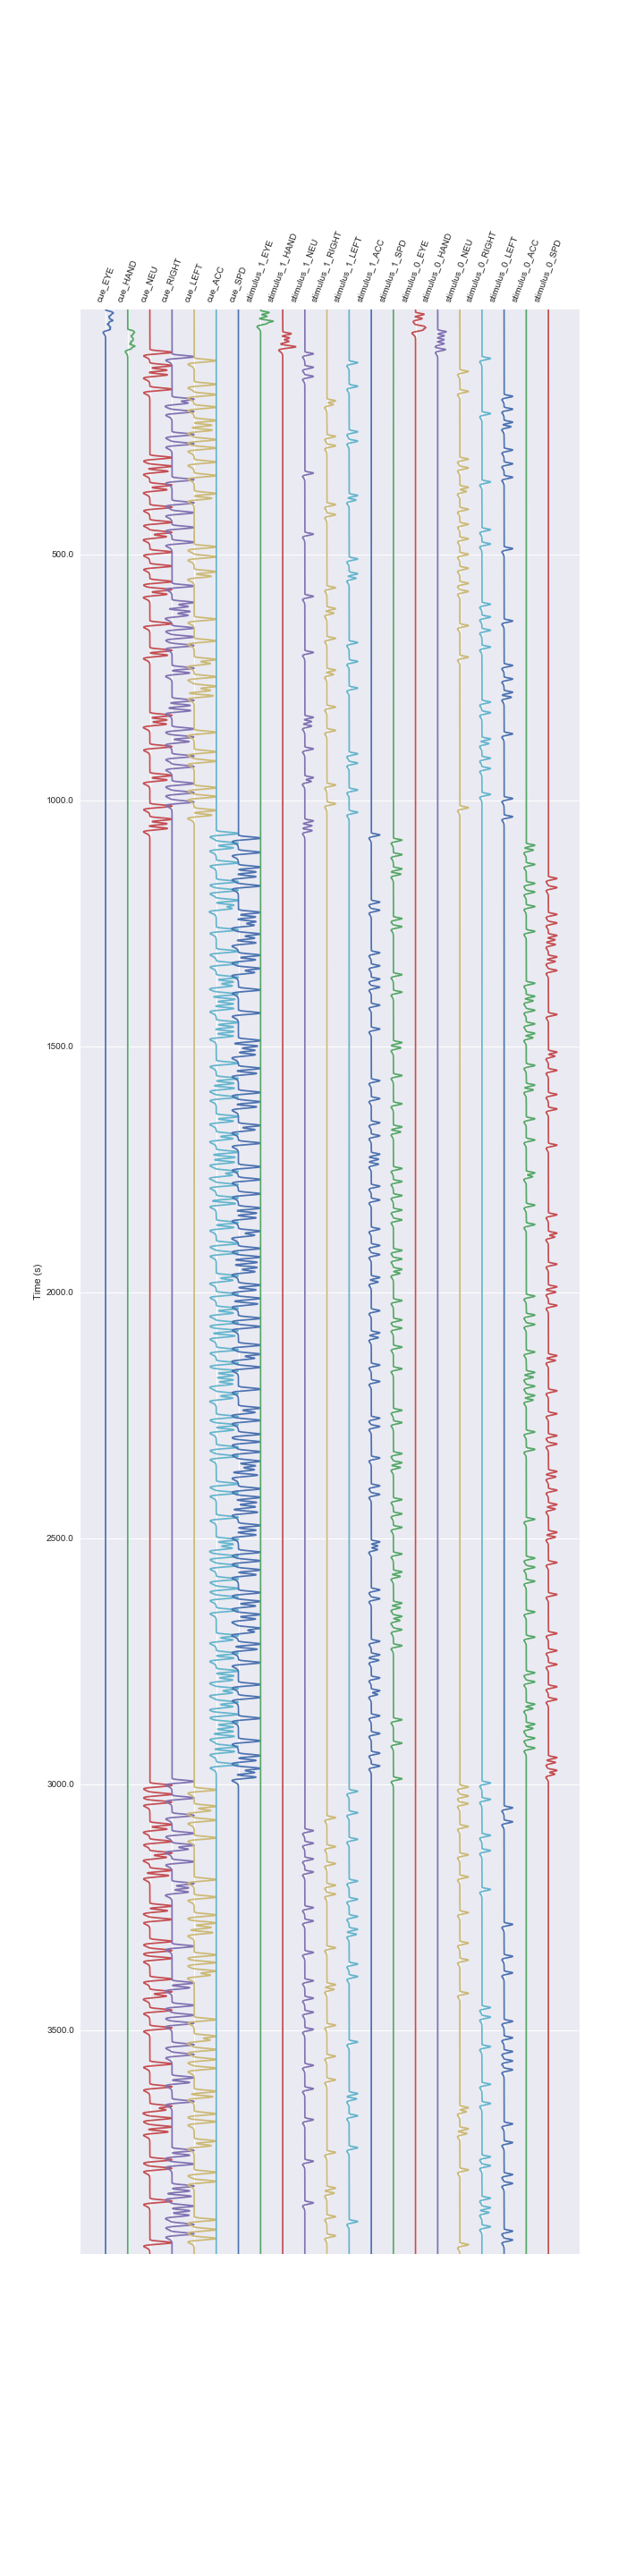 cue_EYE
cue_HAND
cue_NEU
cue_RIGHT
cue_LEFT
cue_ACC
cue_SPD
stimulus_1_EYE
stimulus_1_HAND
stimulus_1_NEU
stimulus_1_RIGHT
stimulus_1_LEFT
stimulus_1_ACC
stimulus_1_SPD
stimulus_0_EYE
stimulus_0_HAND
stimulus_0_NEU
stimulus_0_RIGHT
stimulus_0_LEFT
stimulus_0_ACC
stimulus_0_SPD
500.0
1000.0
1500.0
Time (s)
2000.0
2500.0
3000.0
3500.0